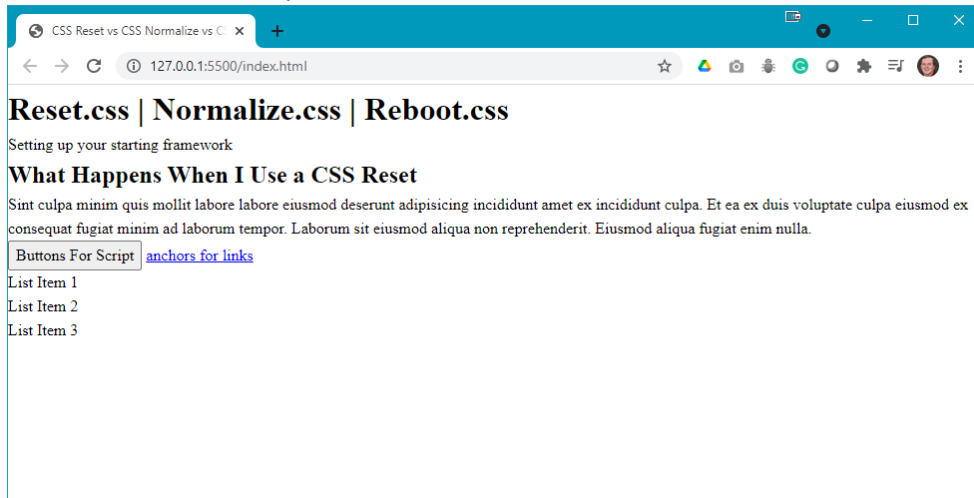 CSS Reset vs CSS Normalize vs C
127.0.0.1:5500/index.html
Reset.css | Normalize.css | Reboot.css
Setting up your starting framework
What Happens When I Use a CSS Reset
Sint culpa minim quis mollit labore labore eiusmod deserunt adipisicing incididunt amet ex incididunt culpa. Et ea ex duis voluptate culpa eiusmod ex
consequat fugiat minim ad laborum tempor. Laborum sit eiusmod aliqua non reprehenderit. Eiusmod aliqua fugiat enim nulla.
Buttons For Script anchors for links
List Item 1
List Item 2
List Item 3